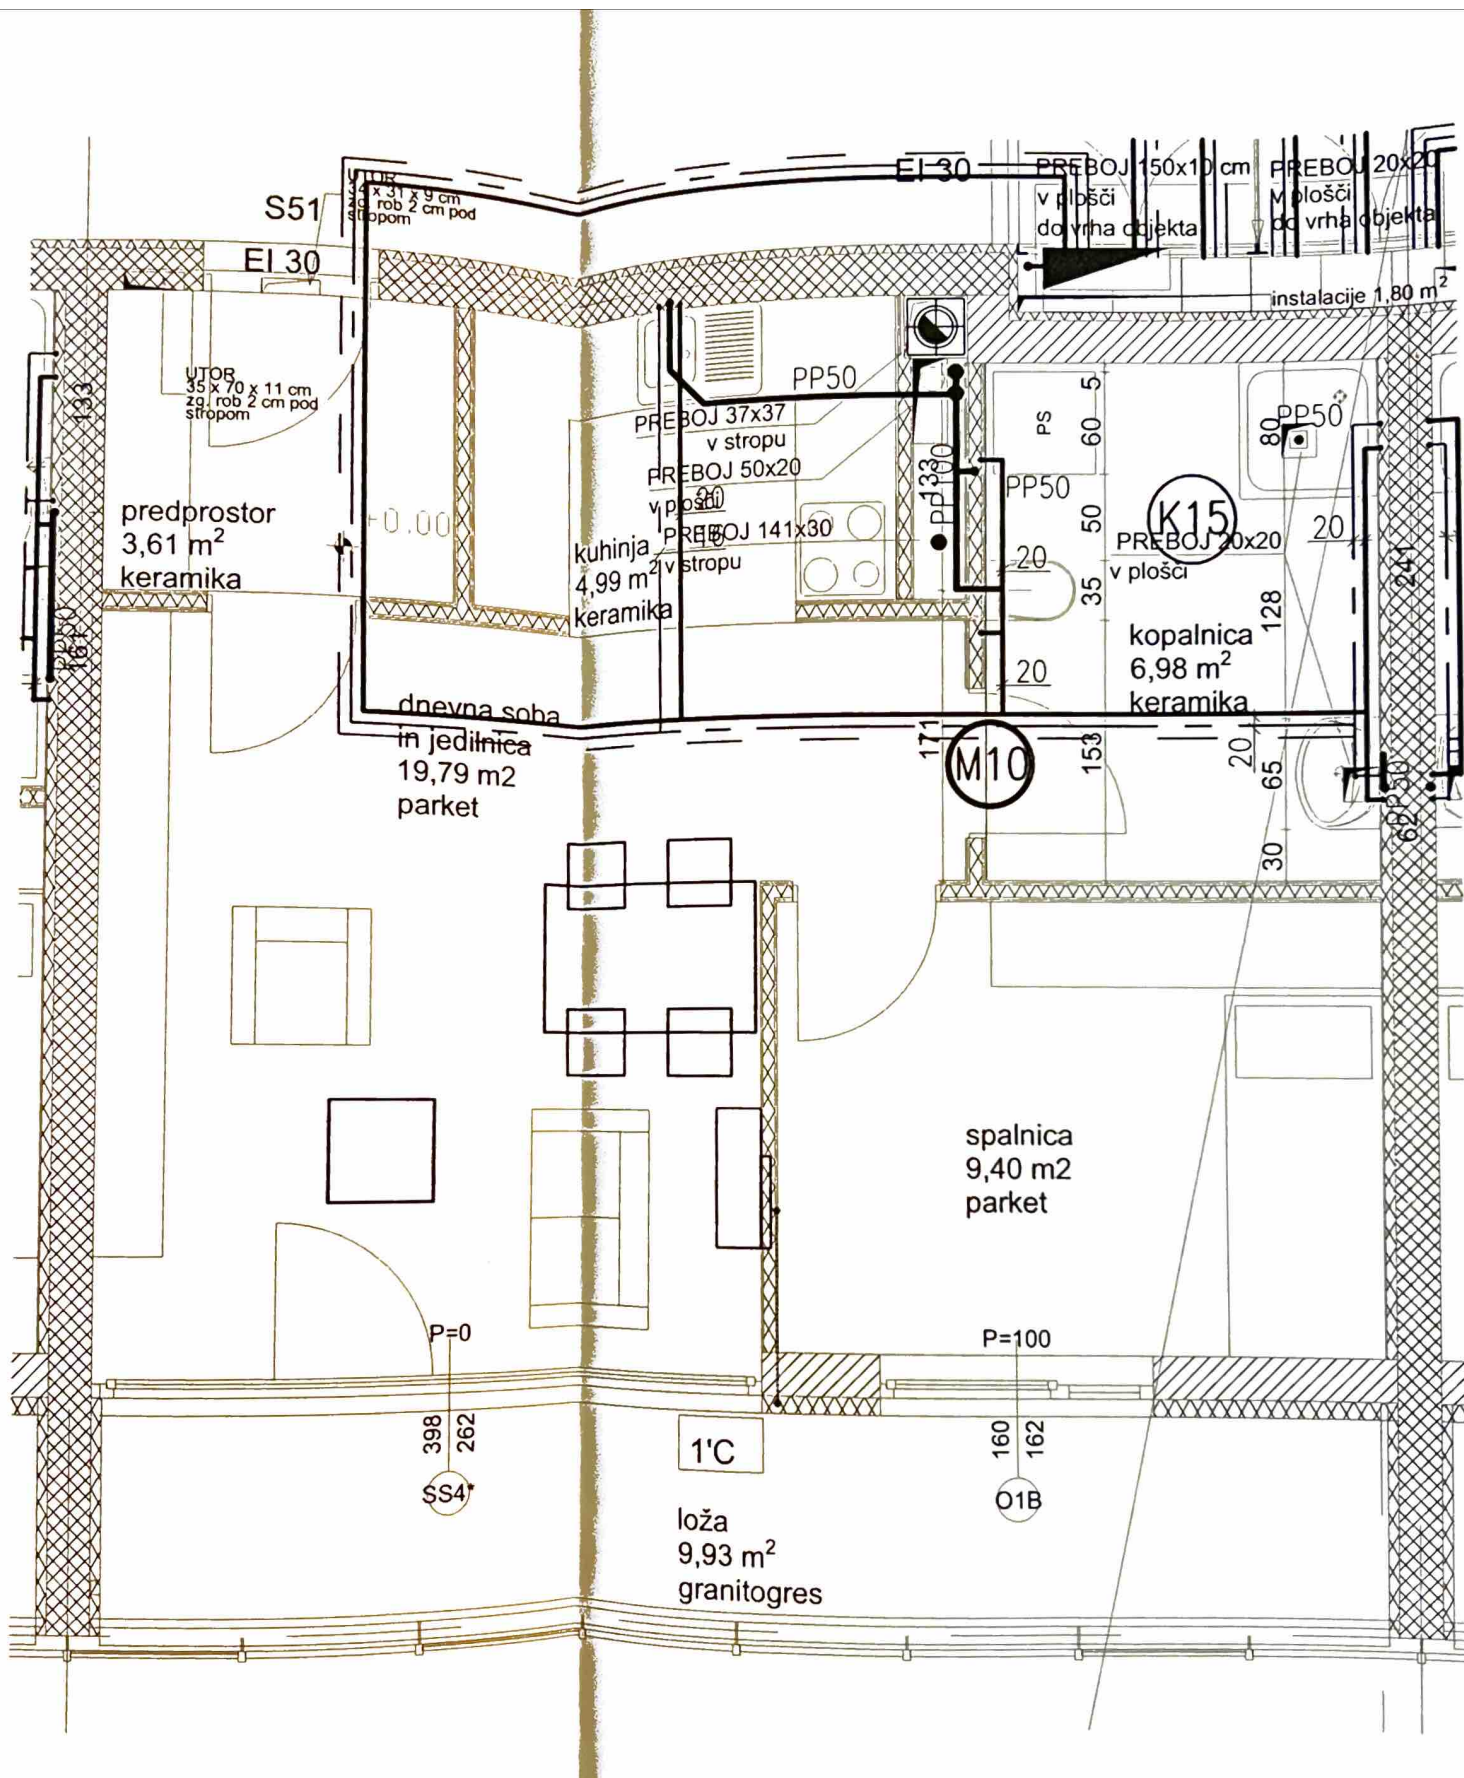 UTOR
34 x 31 x 9 cm
zg. rob 2 cm pod
stropom
S51
EI 30
EI 30
PREBOJ 150x10 cm
v plošči
do vrha objekta
PREBOJ 20x20
v plošči
do vrha objekta
instalacije 1,80 m²
UTOR
35 x 70 x 11 cm
zg. rob 2 cm pod
stropom
133
predprostor
3,61 m²
keramika
161
PP50
PREBOJ 37x37
v stropu
PREBOJ 50x20
v plošči
20
PREBOJ 141x30
v stropu
kuhinja
4,99 m²
keramika
133
PP50
PS
5
60
50
35
153
80
PP50
K15
PREBOJ 20x20
v plošči
20
20
20
128
241
kopalnica
6,98 m²
keramika
20
65
30
PP50
62
171
M10
dnevna soba
in jedilnica
19,79 m2
parket
spalnica
9,40 m2
parket
P=0
398
262
SS4*
P=100
160
162
O1B
1'C
loža
9,93 m²
granitogres